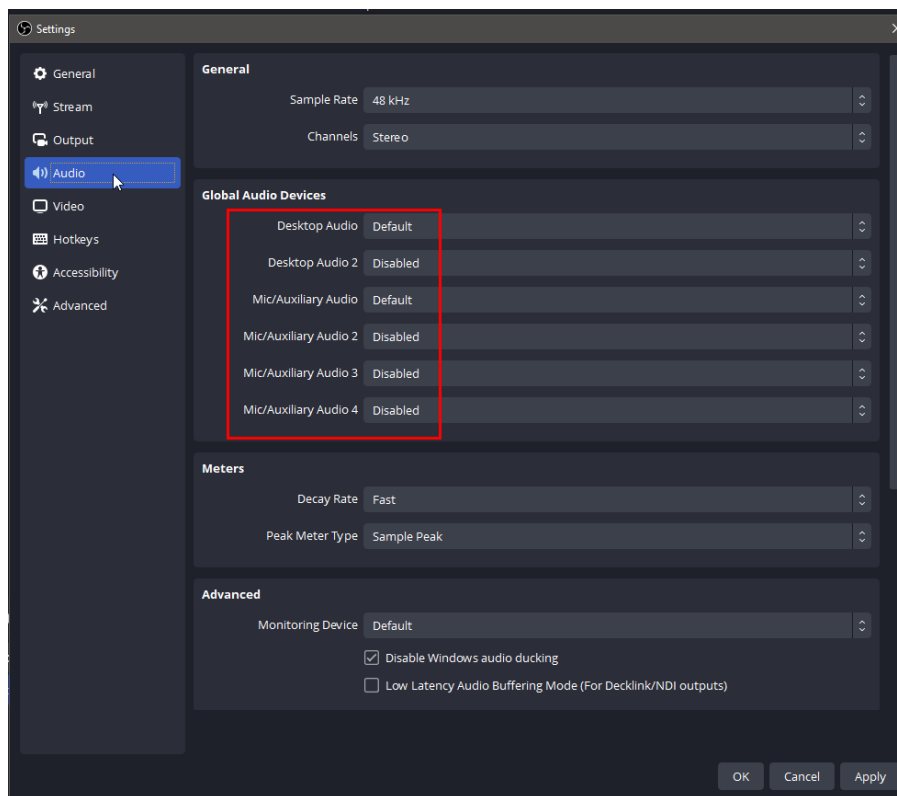 Settings
General
Stream
Output
Audio
Video
Hotkeys
Accessibility
Advanced
General
Sample Rate 48 kHz
Channels Stereo
Global Audio Devices
Desktop Audio Default
Desktop Audio 2 Disabled
Mic/Auxiliary Audio Default
Mic/Auxiliary Audio 2 Disabled
Mic/Auxiliary Audio 3 Disabled
Mic/Auxiliary Audio 4 Disabled
Meters
Decay Rate Fast
Peak Meter Type Sample Peak
Advanced
Monitoring Device Default
Disable Windows audio ducking
Low Latency Audio Buffering Mode (For Decklink/NDI outputs)
OK Cancel Apply